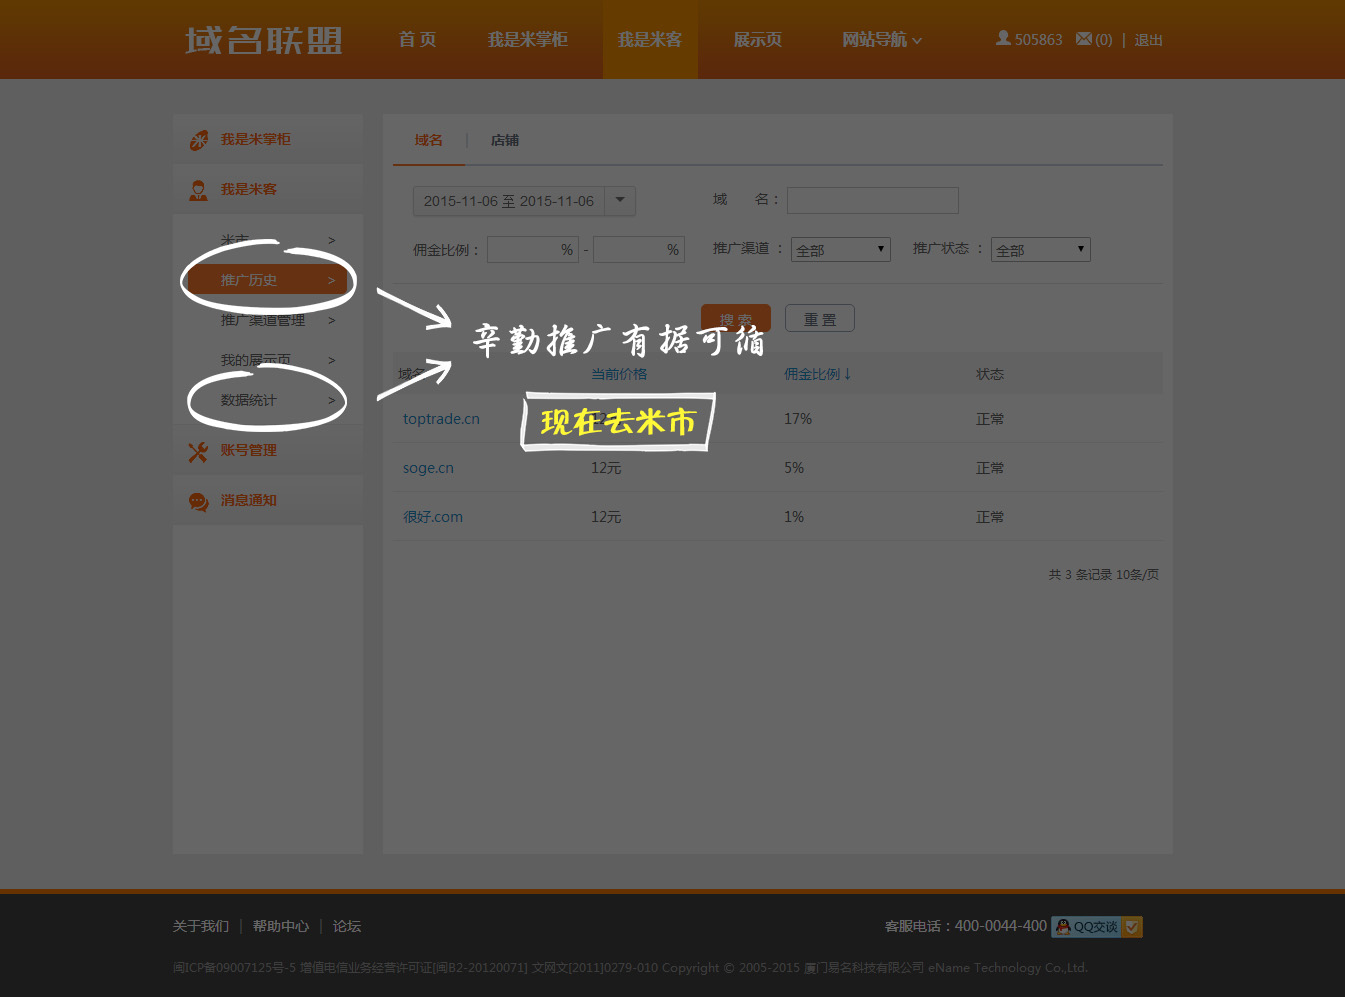 域名联盟 首 页 我是米掌柜 我是米客 展示页 网站导航 505863 (0) | 退出
我是米掌柜
我是米客
米市 >
推广历史 >
推广渠道管理 >
我的展示页 >
数据统计 >
账号管理
消息通知
域名 | 店铺
2015-11-06 至 2015-11-06 域 名：
佣金比例： % - % 推广渠道 ： 全部 推广状态 ： 全部
搜 索 重 置
辛勤推广有据可循
现在去米市
域名 当前价格 佣金比例↓ 状态
toptrade.cn 12 17% 正常
soge.cn 12元 5% 正常
很好.com 12元 1% 正常
共 3 条记录 10条/页
关于我们 | 帮助中心 | 论坛
客服电话：400-0044-400 QQ交谈
闽ICP备09007125号-5 增值电信业务经营许可证[闽B2-20120071] 文网文[2011]0279-010 Copyright © 2005-2015 厦门易名科技有限公司 eName Technology Co.,Ltd.